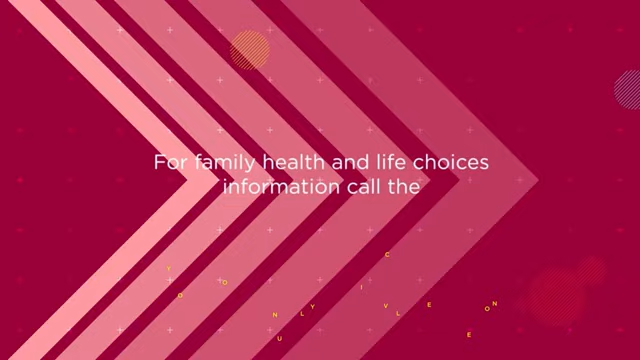 For family health and life choices
information call the